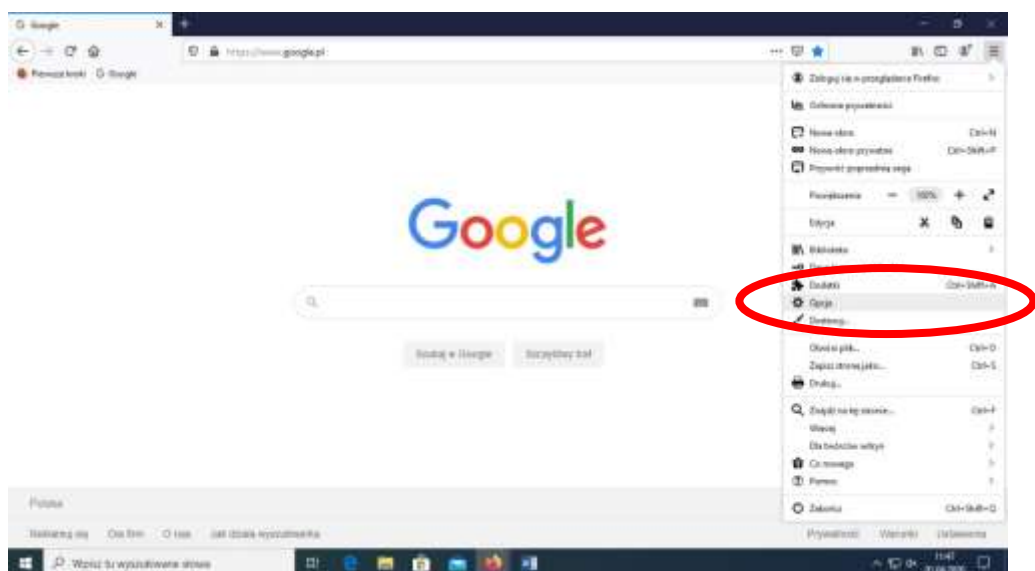 Google
https://www.google.pl
Pierwsze kroki Google
Zaloguj się w przeglądarce Firefox
Ochrona prywatności
Nowe okno Ctrl+N
Nowe okno prywatne Ctrl+Shift+P
Przywróć poprzednią sesję
Powiększenie 100%
Edycja
Biblioteka
Dodatki Ctrl+Shift+A
Opcje
Dostosuj...
Otwórz plik... Ctrl+O
Zapisz stronę jako... Ctrl+S
Drukuj...
Znajdź na tej stronie... Ctrl+F
Więcej
Dla twórców witryn
Co nowego
Pomoc
Zakończ Ctrl+Shift+Q
Google
Szukaj w Google Szczęśliwy traf
Polska
Reklamuj się Dla firm O nas Jak działa wyszukiwarka
Prywatność Warunki Ustawienia
Wpisz tu wyszukiwane słowa
11:47